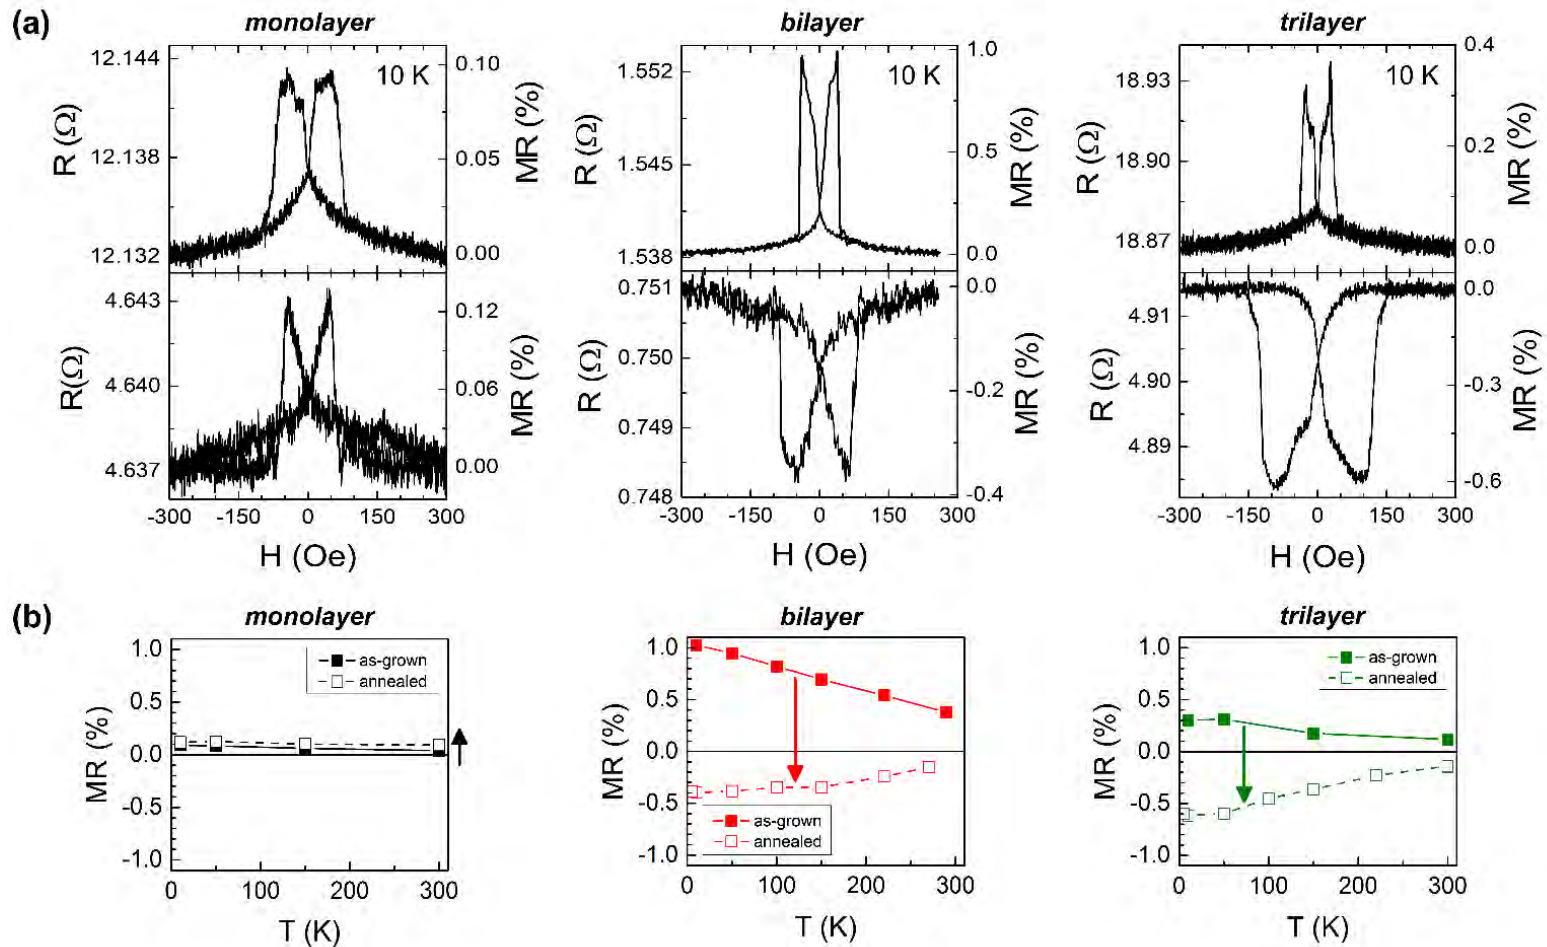 (a)
monolayer
bilayer
trilayer
12.144
12.138
12.132
R (Ω)
10 K
0.10
0.05
0.00
MR (%)
4.643
4.640
4.637
R(Ω)
0.12
0.06
0.00
MR (%)
-300 -150 0 150 300
H (Oe)
1.552
1.545
1.538
R (Ω)
10 K
1.0
0.5
0.0
MR (%)
0.751
0.750
0.749
0.748
R (Ω)
0.0
-0.2
-0.4
MR (%)
-300 -150 0 150 300
H (Oe)
18.93
18.90
18.87
R (Ω)
10 K
0.4
0.2
0.0
MR (%)
4.91
4.90
4.89
R (Ω)
0.0
-0.3
-0.6
MR (%)
-300 -150 0 150 300
H (Oe)
(b)
monolayer
1.0
0.5
0.0
-0.5
-1.0
MR (%)
as-grown
annealed
0 100 200 300
T (K)
bilayer
1.0
0.5
0.0
-0.5
-1.0
MR (%)
as-grown
annealed
0 100 200 300
T (K)
trilayer
1.0
0.5
0.0
-0.5
-1.0
MR (%)
as-grown
annealed
0 100 200 300
T (K)